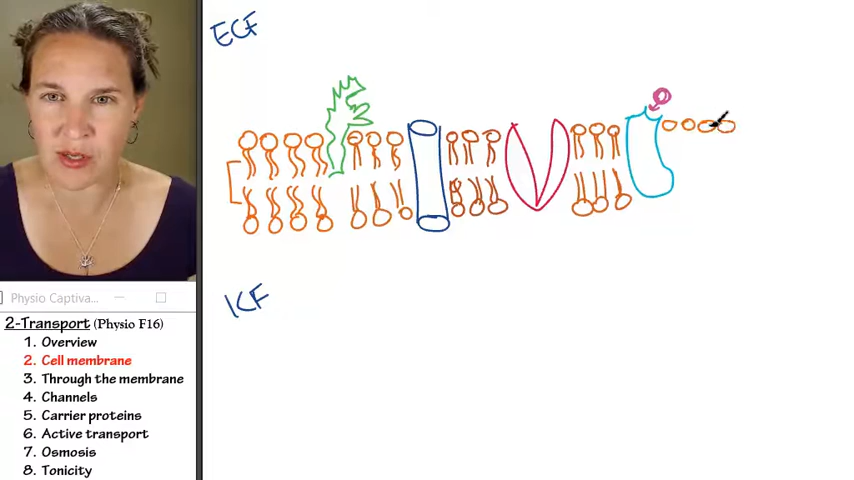 ECF
ICF
Physio Captiva...
2-Transport (Physio F16)
1. Overview
2. Cell membrane
3. Through the membrane
4. Channels
5. Carrier proteins
6. Active transport
7. Osmosis
8. Tonicity